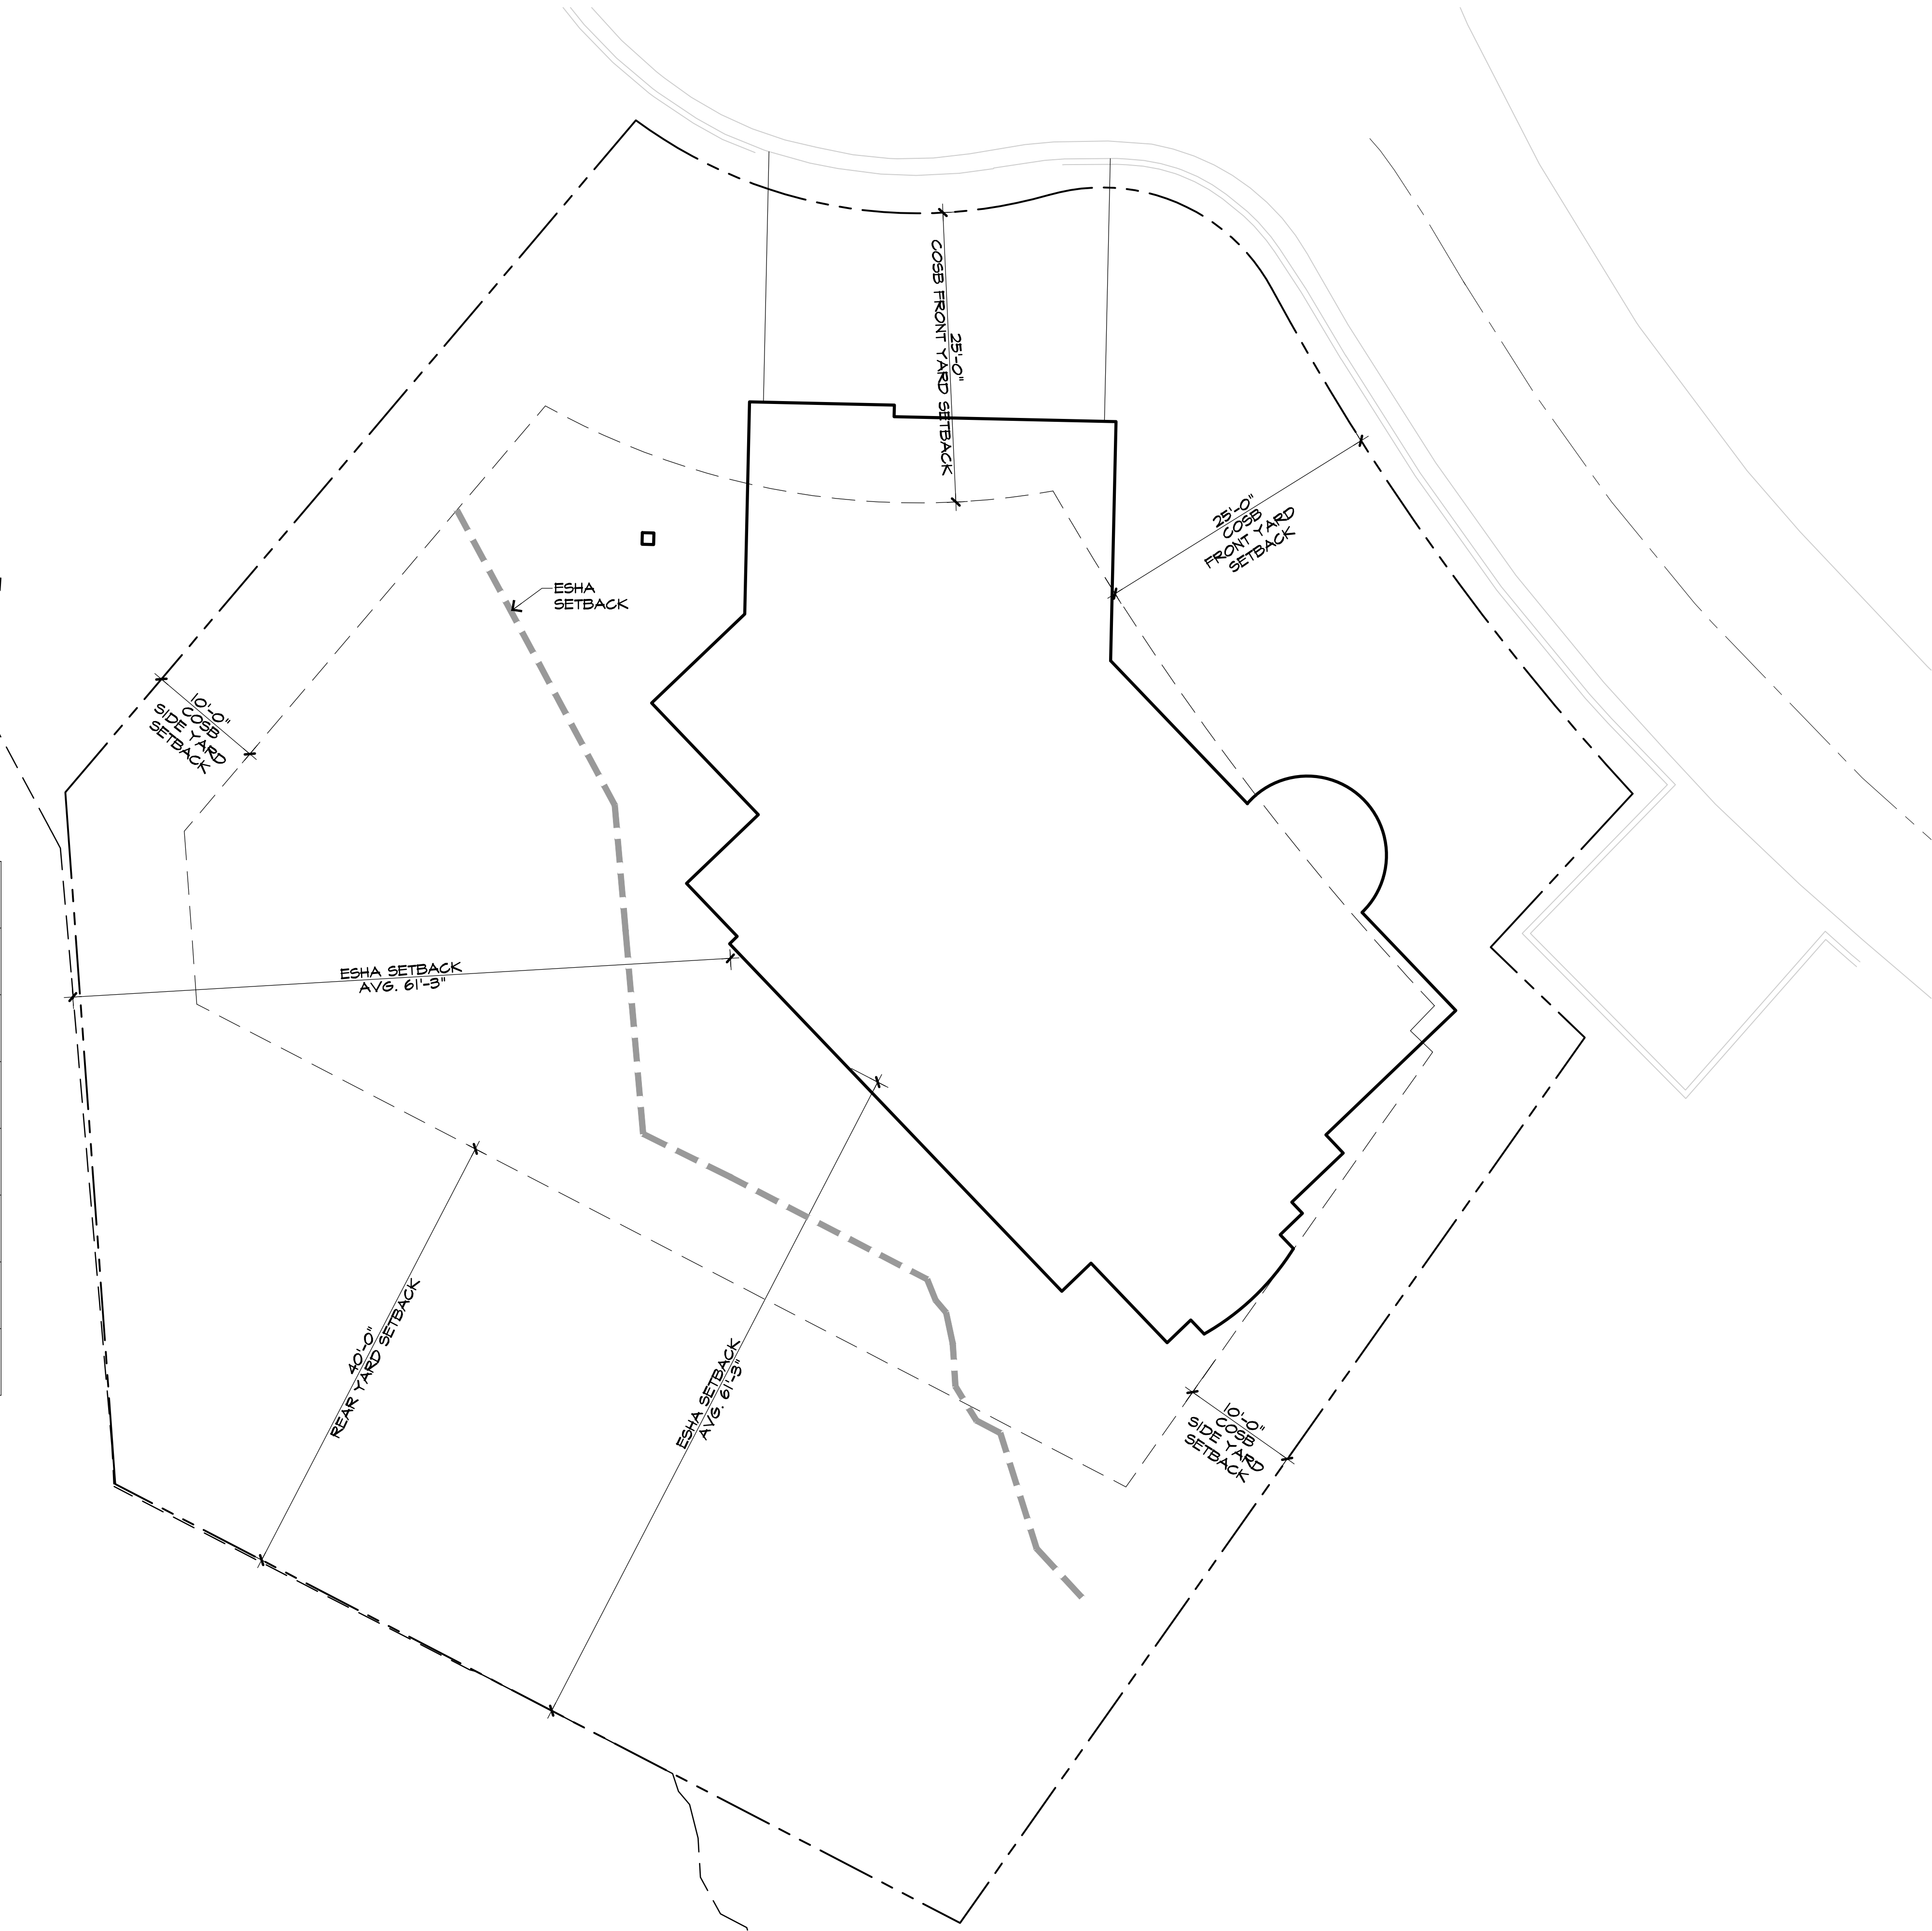 25'-0"
COSB FRONT YARD SETBACK
25'-0"
COSB
FRONT YARD
SETBACK
ESHA
SETBACK
10'-0"
COSB
SIDE YARD
SETBACK
ESHA SETBACK
AVG. 61'-3"
40'-0"
REAR YARD SETBACK
ESHA SETBACK
AVG. 61'-3"
10'-0"
COSB
SIDE YARD
SETBACK